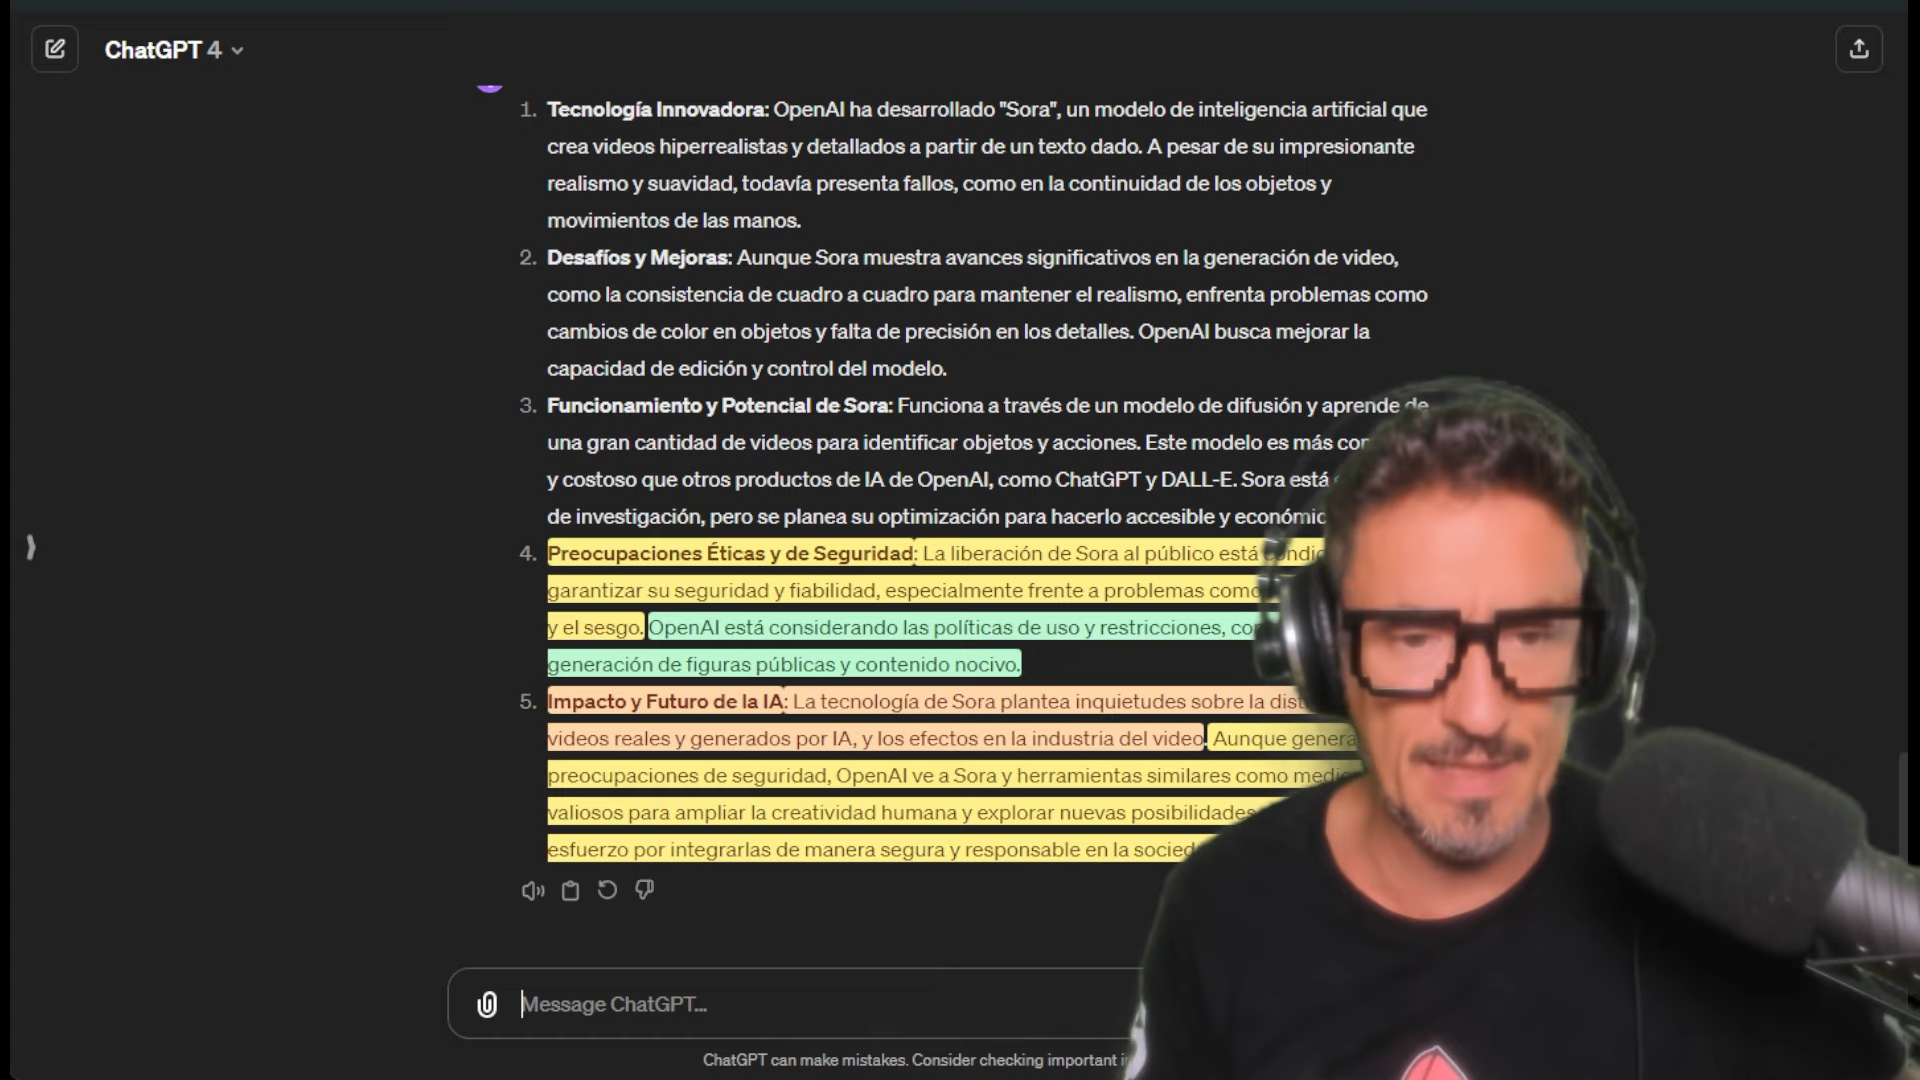 ChatGPT 4
1. Tecnología Innovadora: OpenAI ha desarrollado "Sora", un modelo de inteligencia artificial que
crea videos hiperrealistas y detallados a partir de un texto dado. A pesar de su impresionante
realismo y suavidad, todavía presenta fallos, como en la continuidad de los objetos y
movimientos de las manos.
2. Desafíos y Mejoras: Aunque Sora muestra avances significativos en la generación de video,
como la consistencia de cuadro a cuadro para mantener el realismo, enfrenta problemas como
cambios de color en objetos y falta de precisión en los detalles. OpenAI busca mejorar la
capacidad de edición y control del modelo.
3. Funcionamiento y Potencial de Sora: Funciona a través de un modelo de difusión y aprende de
una gran cantidad de videos para identificar objetos y acciones. Este modelo es más
y costoso que otros productos de IA de OpenAI, como ChatGPT y DALL-E. Sora está
de investigación, pero se planea su optimización para hacerlo accesible y
4. Preocupaciones Éticas y de Seguridad: La liberación de Sora al público está
garantizar su seguridad y fiabilidad, especialmente frente a problemas como
y el sesgo. OpenAI está considerando las políticas de uso y restricciones,
generación de figuras públicas y contenido nocivo.
5. Impacto y Futuro de la IA: La tecnología de Sora plantea inquietudes sobre la
videos reales y generados por IA, y los efectos en la industria del video. Aunque
preocupaciones de seguridad, OpenAI ve a Sora y herramientas similares como
valiosos para ampliar la creatividad humana y explorar nuevas posibilidades
esfuerzo por integrarlas de manera segura y responsable en la
Message ChatGPT...
ChatGPT can make mistakes. Consider checking important